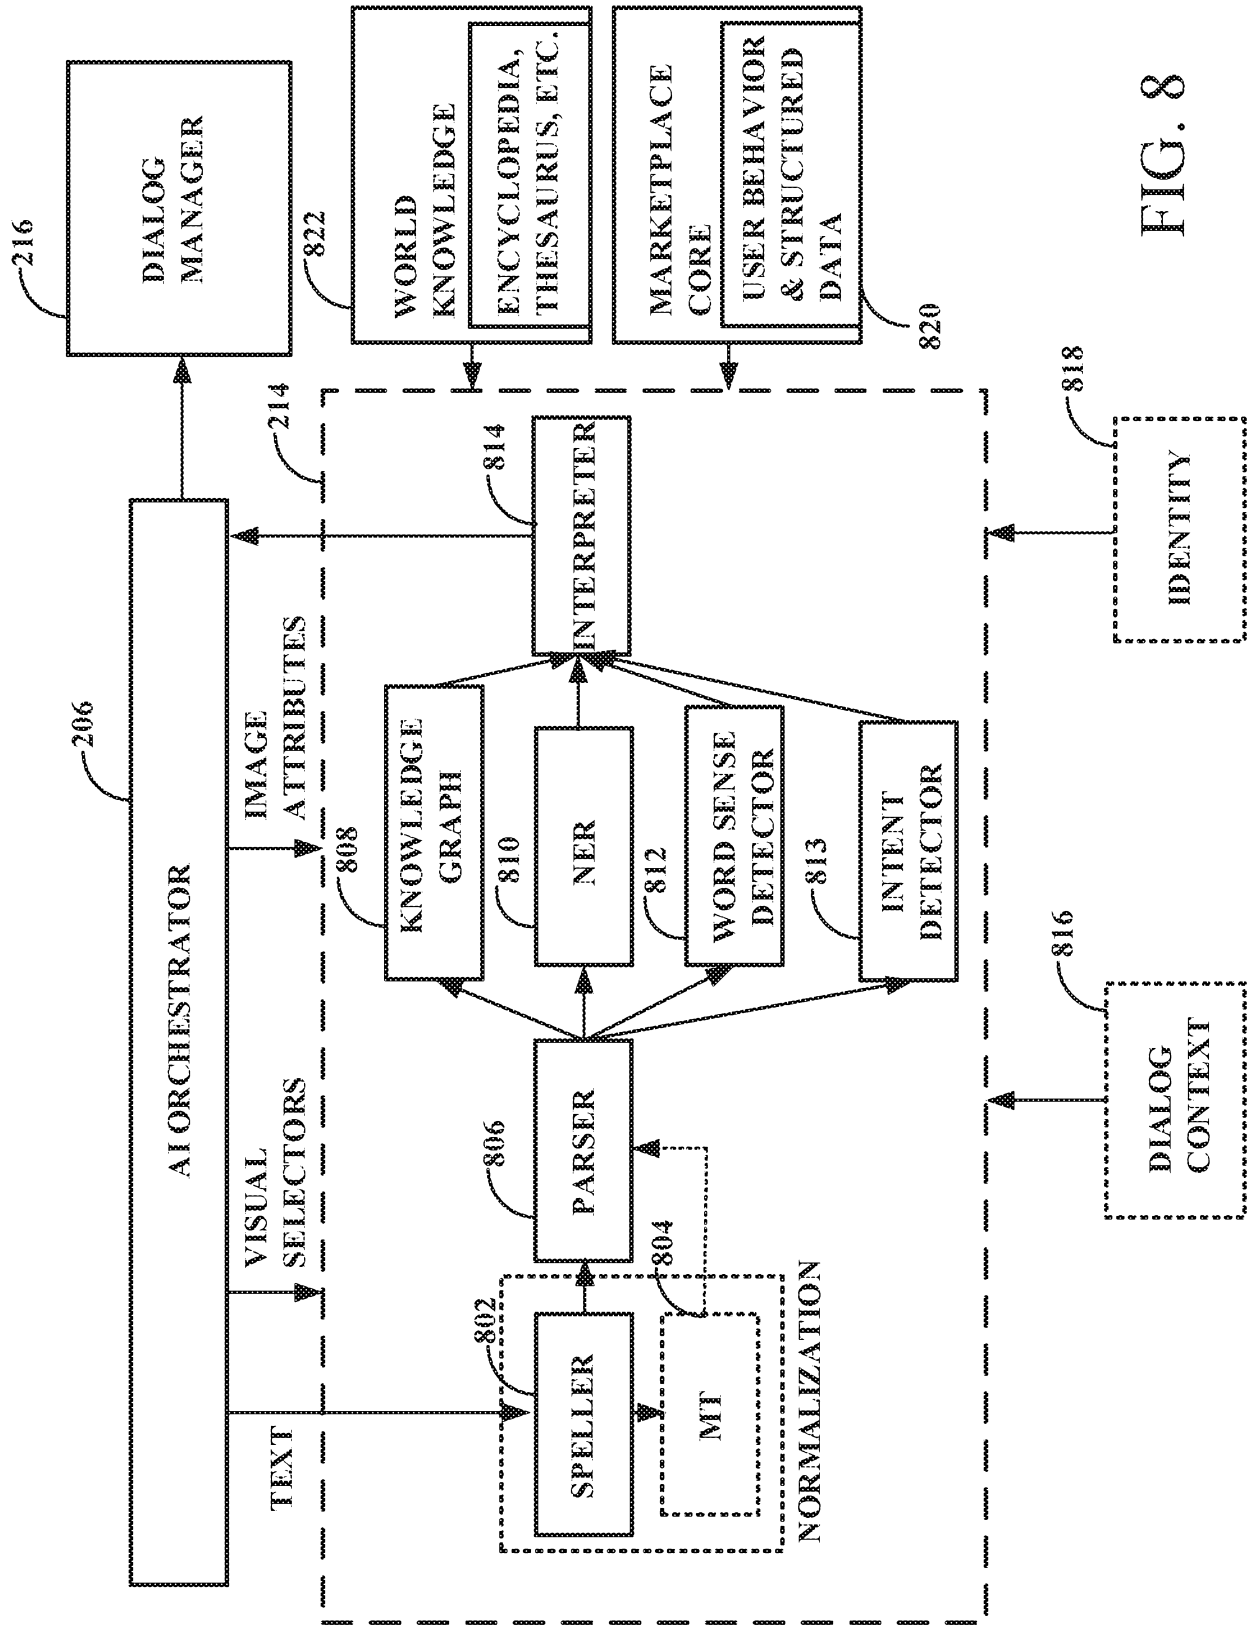 206
AI ORCHESTRATOR
216
DIALOG
MANAGER
TEXT
VISUAL
SELECTORS
IMAGE
ATTRIBUTES
214
822
WORLD
KNOWLEDGE
ENCYCLOPEDIA,
THESAURUS, ETC.
802
SPELLER
804
MT
NORMALIZATION
806
PARSER
808
KNOWLEDGE
GRAPH
810
NER
812
WORD SENSE
DETECTOR
813
INTENT
DETECTOR
814
INTERPRETER
MARKETPLACE
CORE
USER BEHAVIOR
& STRUCTURED
DATA
820
816
DIALOG
CONTEXT
818
IDENTITY
FIG. 8